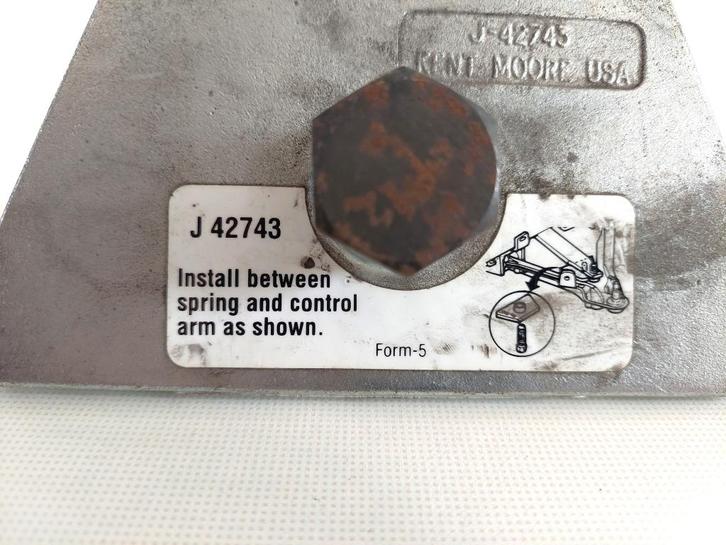 J-42743
KENT MOORE USA
J 42743
Install between
spring and control
arm as shown.
Form-5